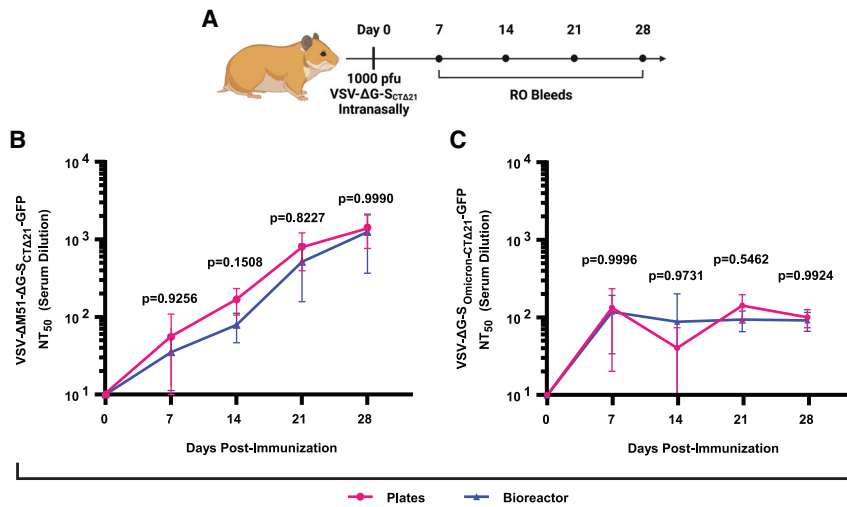 A
Day 0 7 14 21 28
1000 pfu
VSV-ΔG-SCTΔ21
Intranasally
RO Bleeds
B
VSV-ΔM51-ΔG-SCTΔ21-GFP
NT50 (Serum Dilution)
10^4
10^3
10^2
10^1
p=0.9256
p=0.1508
p=0.8227
p=0.9990
0 7 14 21 28
Days Post-Immunization
C
VSV-ΔG-SOmicron-CTΔ21-GFP
NT50 (Serum Dilution)
10^4
10^3
10^2
10^1
p=0.9996
p=0.9731
p=0.5462
p=0.9924
0 7 14 21 28
Days Post-Immunization
Plates Bioreactor